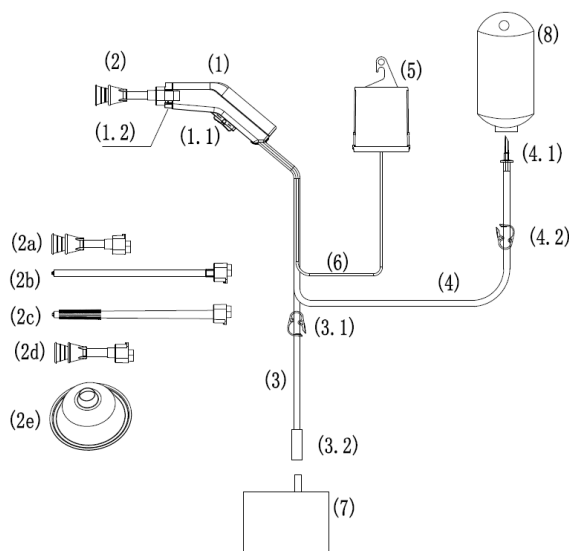 (2)
(1)
(5)
(8)
(1.2)
(1.1)
(4.1)
(4.2)
(2a)
(6)
(4)
(2b)
(2c)
(3.1)
(2d)
(3)
(2e)
(3.2)
(7)